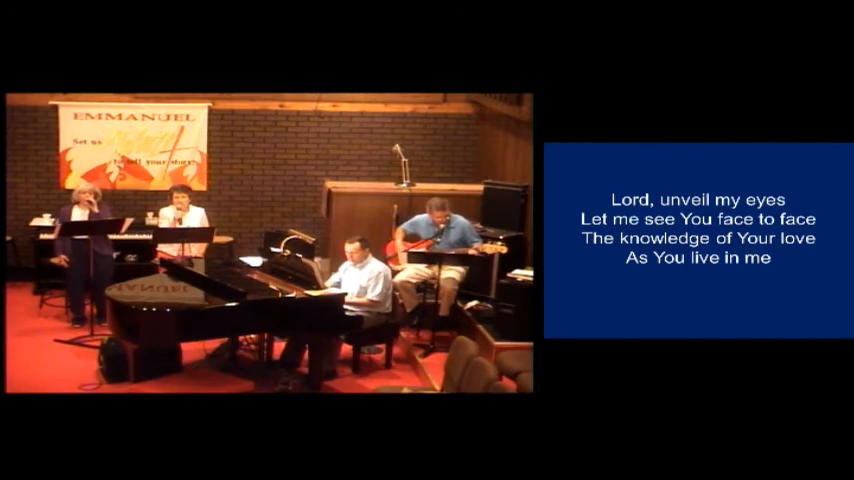 EMMANUEL
Set us
to tell your story
Lord, unveil my eyes
Let me see You face to face
The knowledge of Your love
As You live in me